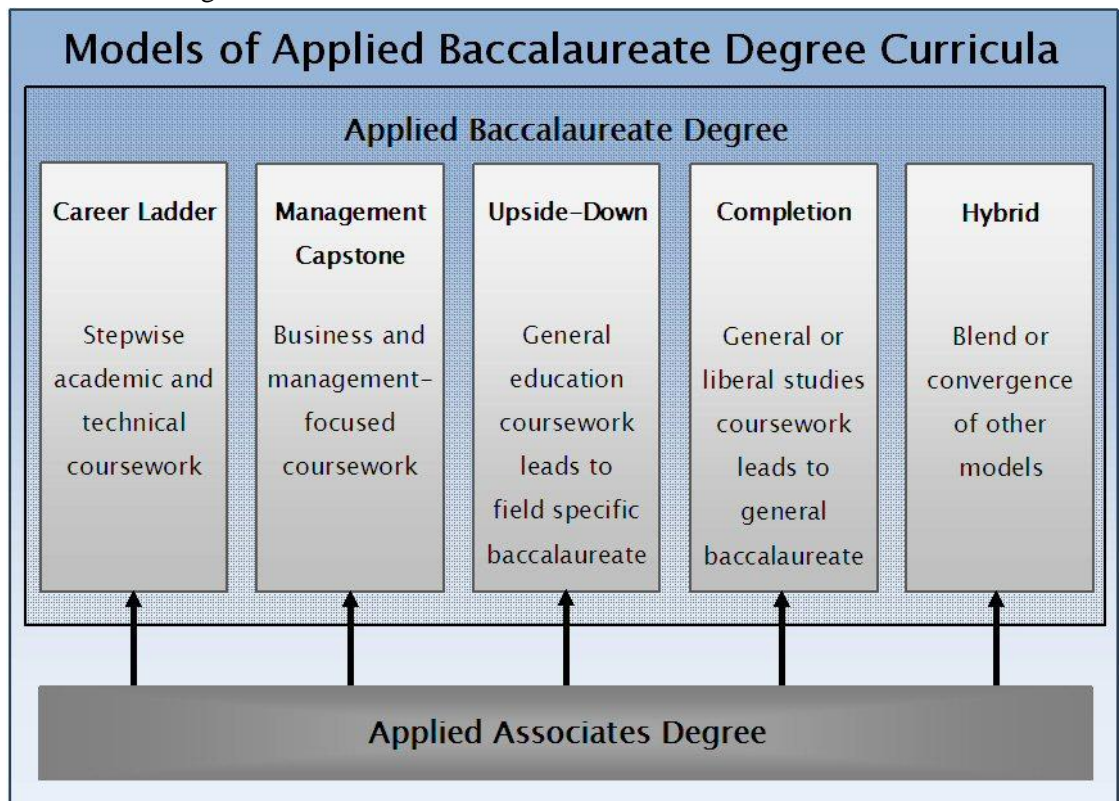 Models of Applied Baccalaureate Degree Curricula
Applied Baccalaureate Degree
Career Ladder
Stepwise
academic and
technical
coursework
Management
Capstone
Business and
management-
focused
coursework
Upside-Down
General
education
coursework
leads to
field specific
baccalaureate
Completion
General or
liberal studies
coursework
leads to
general
baccalaureate
Hybrid
Blend or
convergence
of other
models
Applied Associates Degree